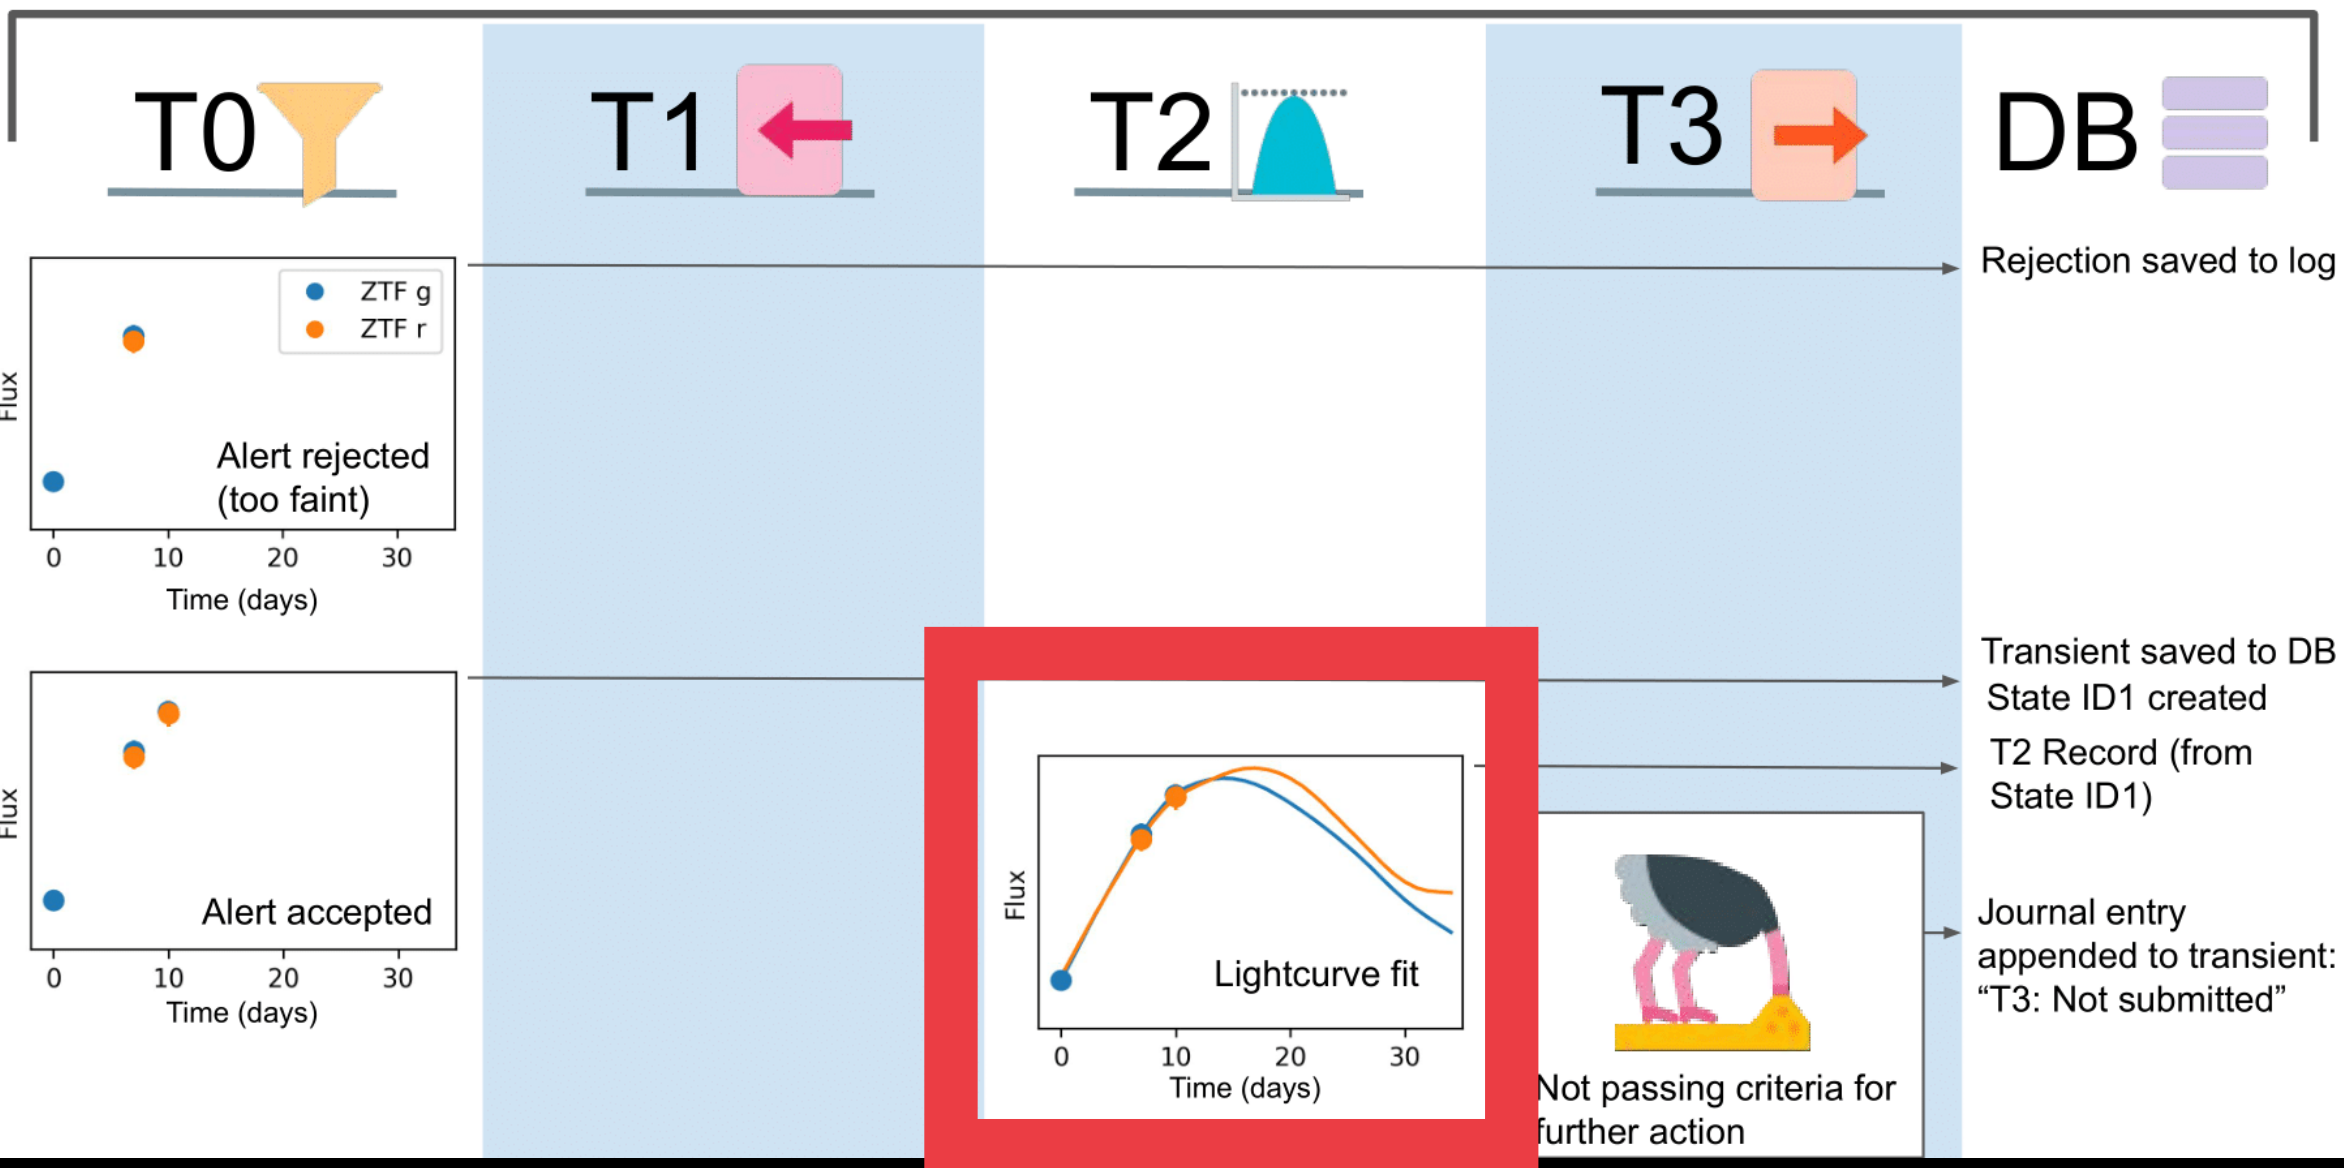 T0
T1
T2
T3
DB
ZTF g
ZTF r
Flux
Alert rejected
(too faint)
0 10 20 30
Time (days)
Rejection saved to log
Flux
Alert accepted
0 10 20 30
Time (days)
Flux
Lightcurve fit
0 10 20 30
Time (days)
Not passing criteria for
further action
Transient saved to DB
State ID1 created
T2 Record (from
State ID1)
Journal entry
appended to transient:
“T3: Not submitted”